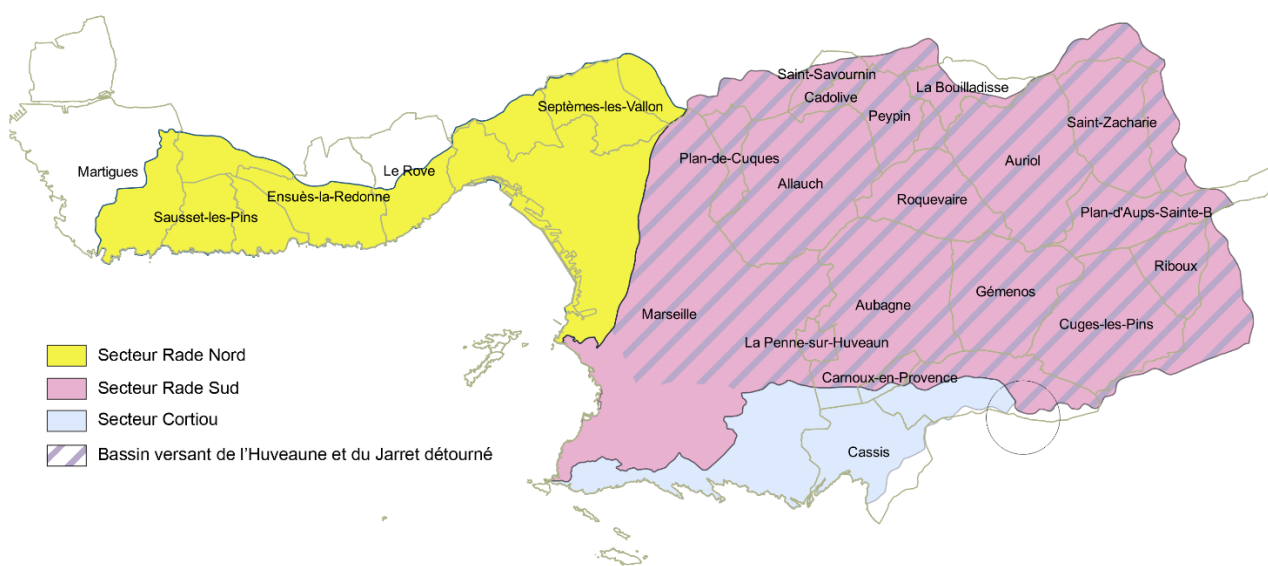 Saint-Savournin
La Bouilladisse
Cadolive
Septèmes-les-Vallon
Peypin
Saint-Zacharie
Plan-de-Cuques
Auriol
Martigues
Le Rove
Allauch
Ensuès-la-Redonne
Roquevaire
Sausset-les-Pins
Plan-d'Aups-Sainte-B
Riboux
Gémenos
Aubagne
Marseille
Cuges-les-Pins
La Penne-sur-Huveaun
Carnoux-en-Provence
Cassis
Secteur Rade Nord
Secteur Rade Sud
Secteur Cortiou
Bassin versant de l'Huveaune et du Jarret détourné